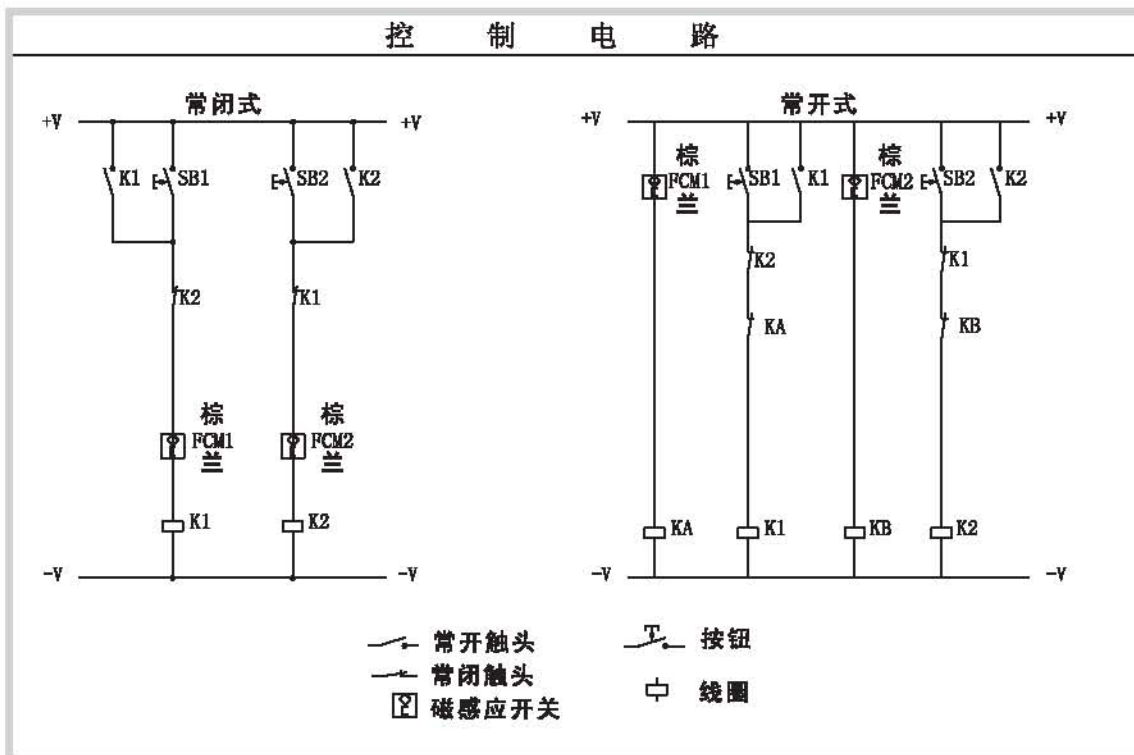 控制电路
常闭式 常开式
+V +V +V +V
棕 棕
K1 SB1 SB2 K2 FCM1 SB1 K1 FCM2 SB2 K2
兰 兰
K2 K1
K2 K1
KA KB
棕 棕
FCM1 FCM2
兰 兰
K1 K2 KA K1 KB K2
-V -V -V -V
常开触头 按钮
常闭触头
磁感应开关 线圈